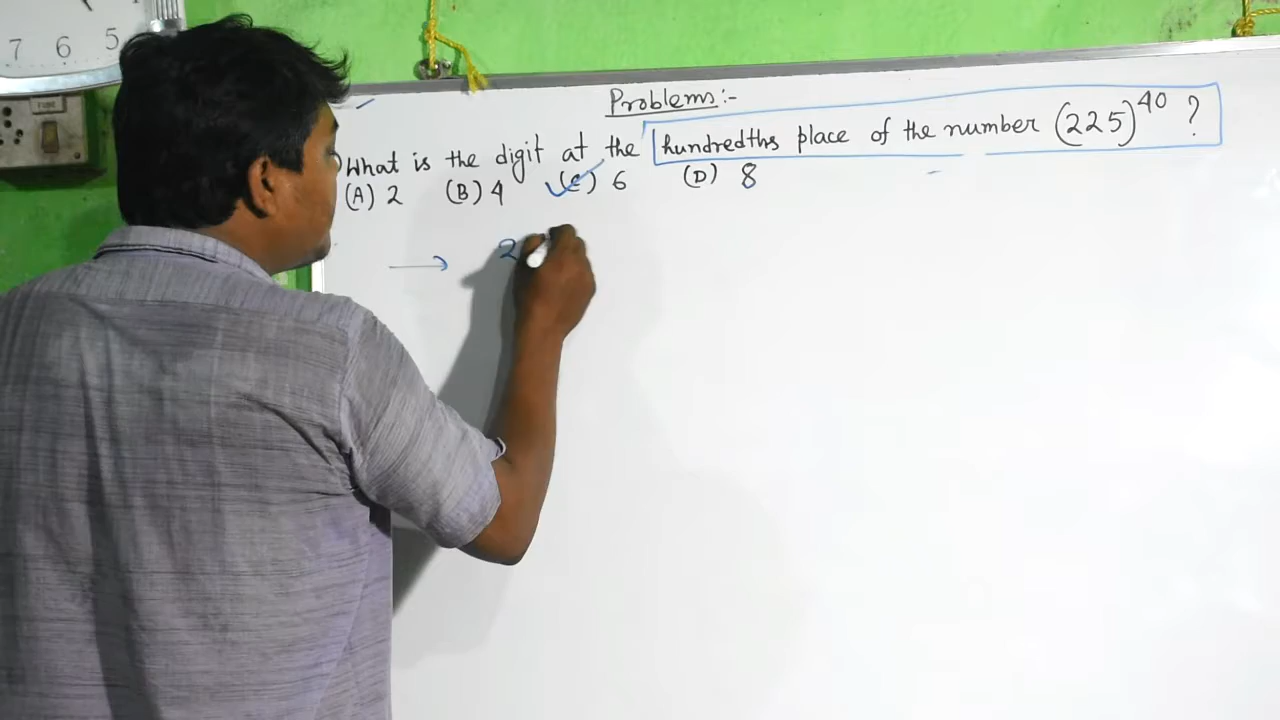 7 6 5
FUSE
Problems:-
What is the digit at the hundredths place of the number (225)^40 ?
(A) 2 (B) 4 (C) 6 (D) 8
→ 2